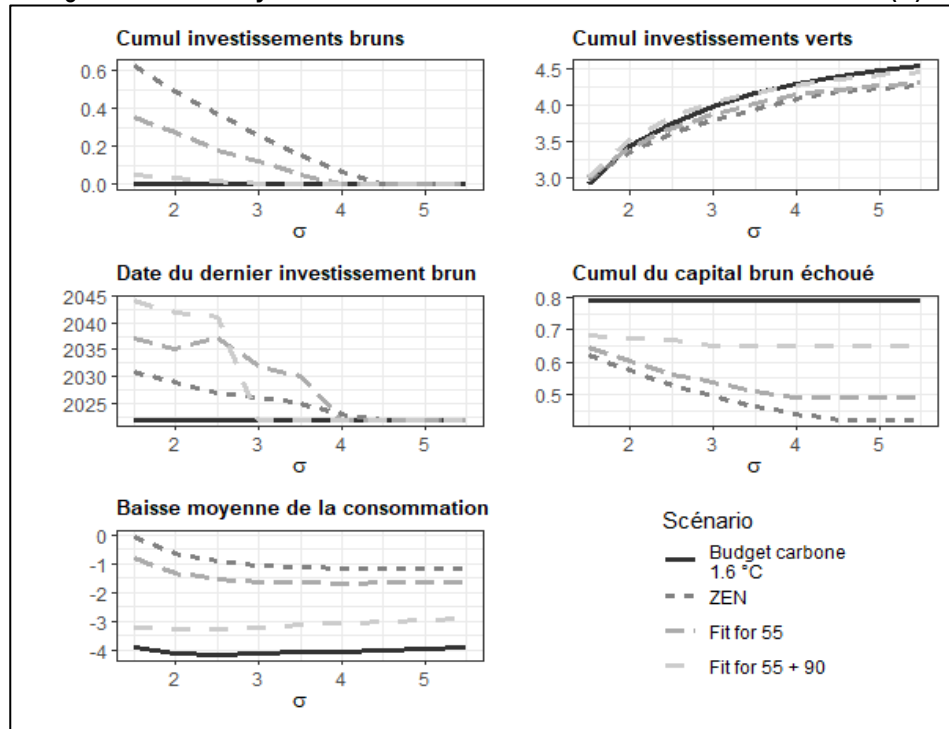 Cumul investissements bruns
0.6
0.4
0.2
0.0
2 3 4 5
σ
Cumul investissements verts
4.5
4.0
3.5
3.0
2 3 4 5
σ
Date du dernier investissement brun
2045
2040
2035
2030
2025
2 3 4 5
σ
Cumul du capital brun échoué
0.8
0.7
0.6
0.5
2 3 4 5
σ
Baisse moyenne de la consommation
0
-1
-2
-3
-4
2 3 4 5
σ
Scénario
Budget carbone
1.6 °C
ZEN
Fit for 55
Fit for 55 + 90